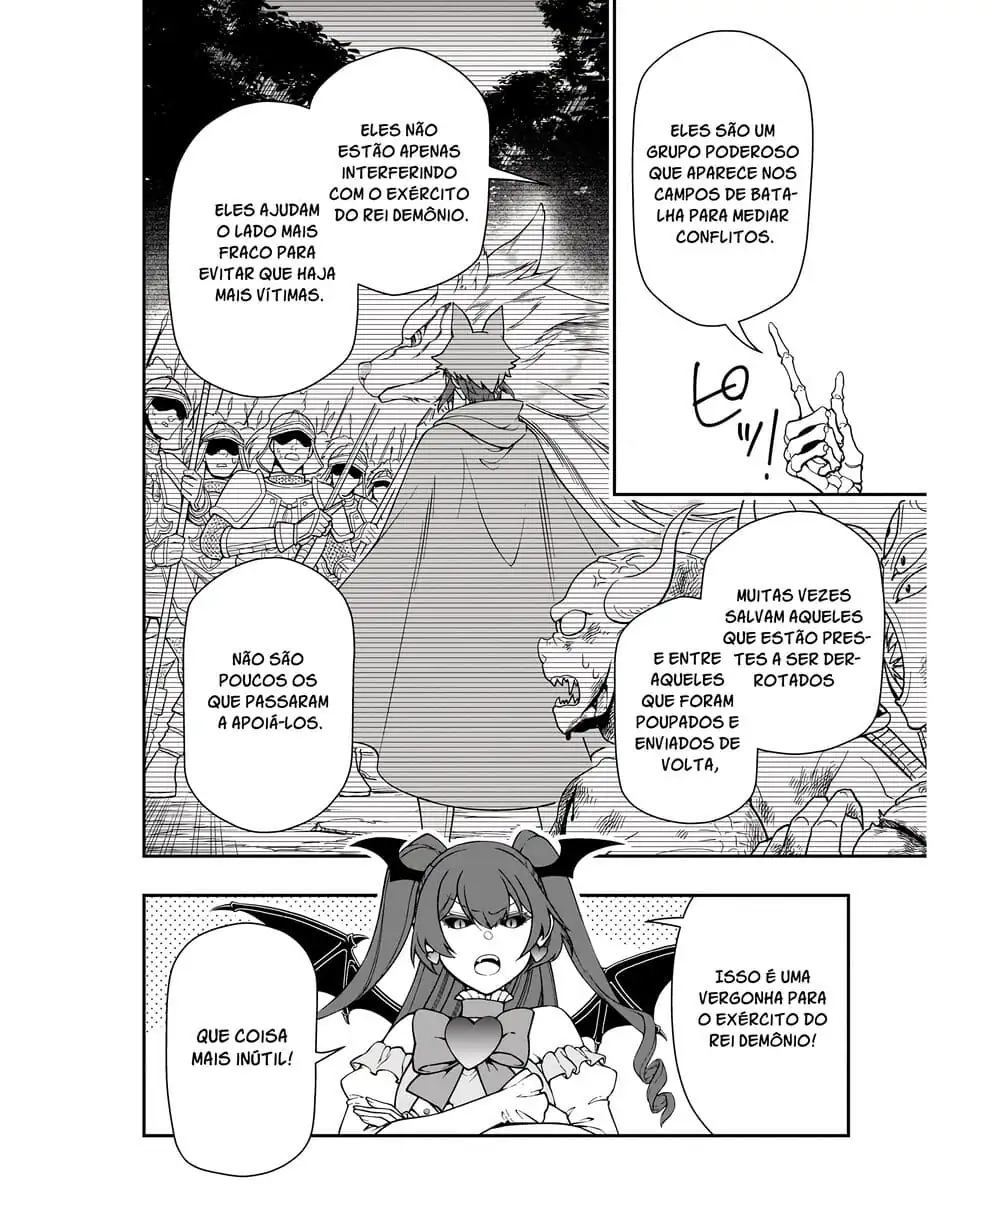 ELES SÃO UM
GRUPO PODEROSO
QUE APARECE NOS
CAMPOS DE BATA-
LHA PARA MEDIAR
CONFLITOS.
ピッ!
ELES NÃO
ESTÃO APENAS
INTERFERINDO
COM O EXÉRCITO
DO REI DEMÔNIO.
ELES AJUDAM
O LADO MAIS
FRACO PARA
EVITAR QUE HAJA
MAIS VÍTIMAS.
MUITAS VEZES
SALVAM AQUELES
QUE ESTÃO PRES-
TES A SER DER-
ROTADOS
E ENTRE
AQUELES
QUE FORAM
POUPADOS E
ENVIADOS DE
VOLTA,
NÃO SÃO
POUCOS OS
QUE PASSARAM
A APOIÁ-LOS.
ISSO É UMA
VERGONHA PARA
O EXÉRCITO DO
REI DEMÔNIO!
QUE COISA
MAIS INÚTIL!